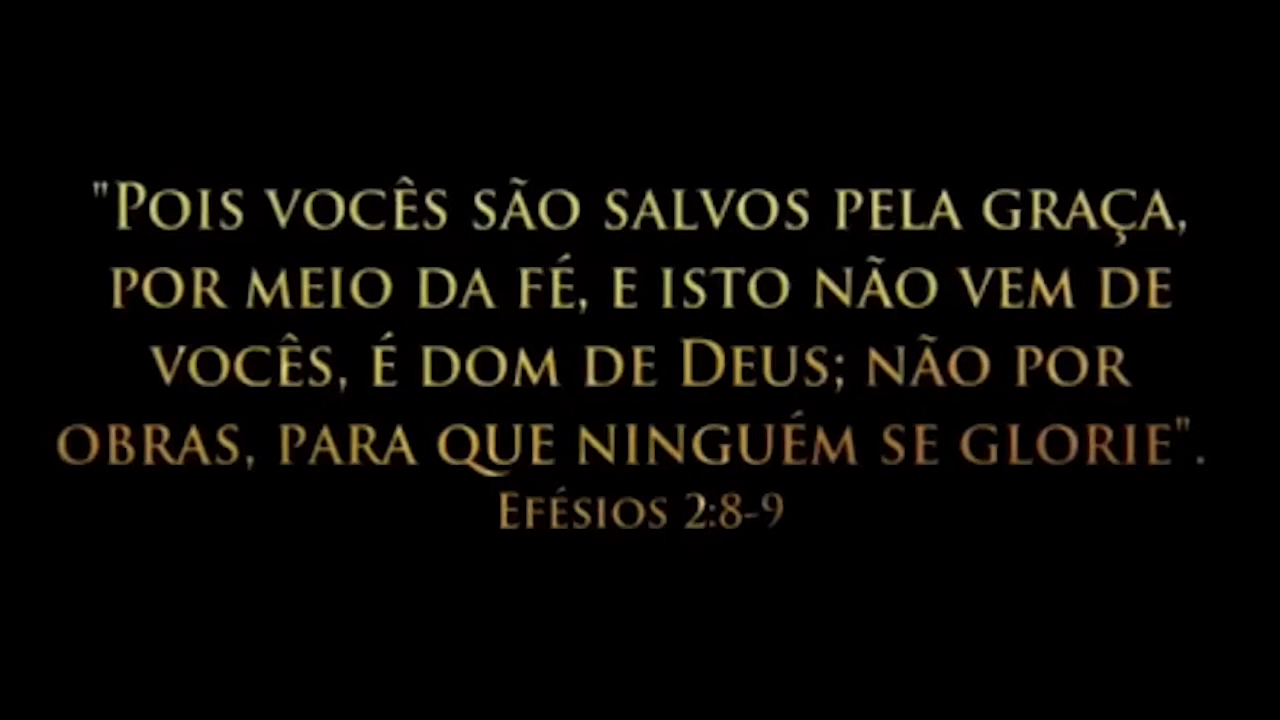 "Pois vocês são salvos pela graça,
por meio da fé, e isto não vem de
vocês, é dom de Deus; não por
obras, para que ninguém se glorie".
Efésios 2:8-9